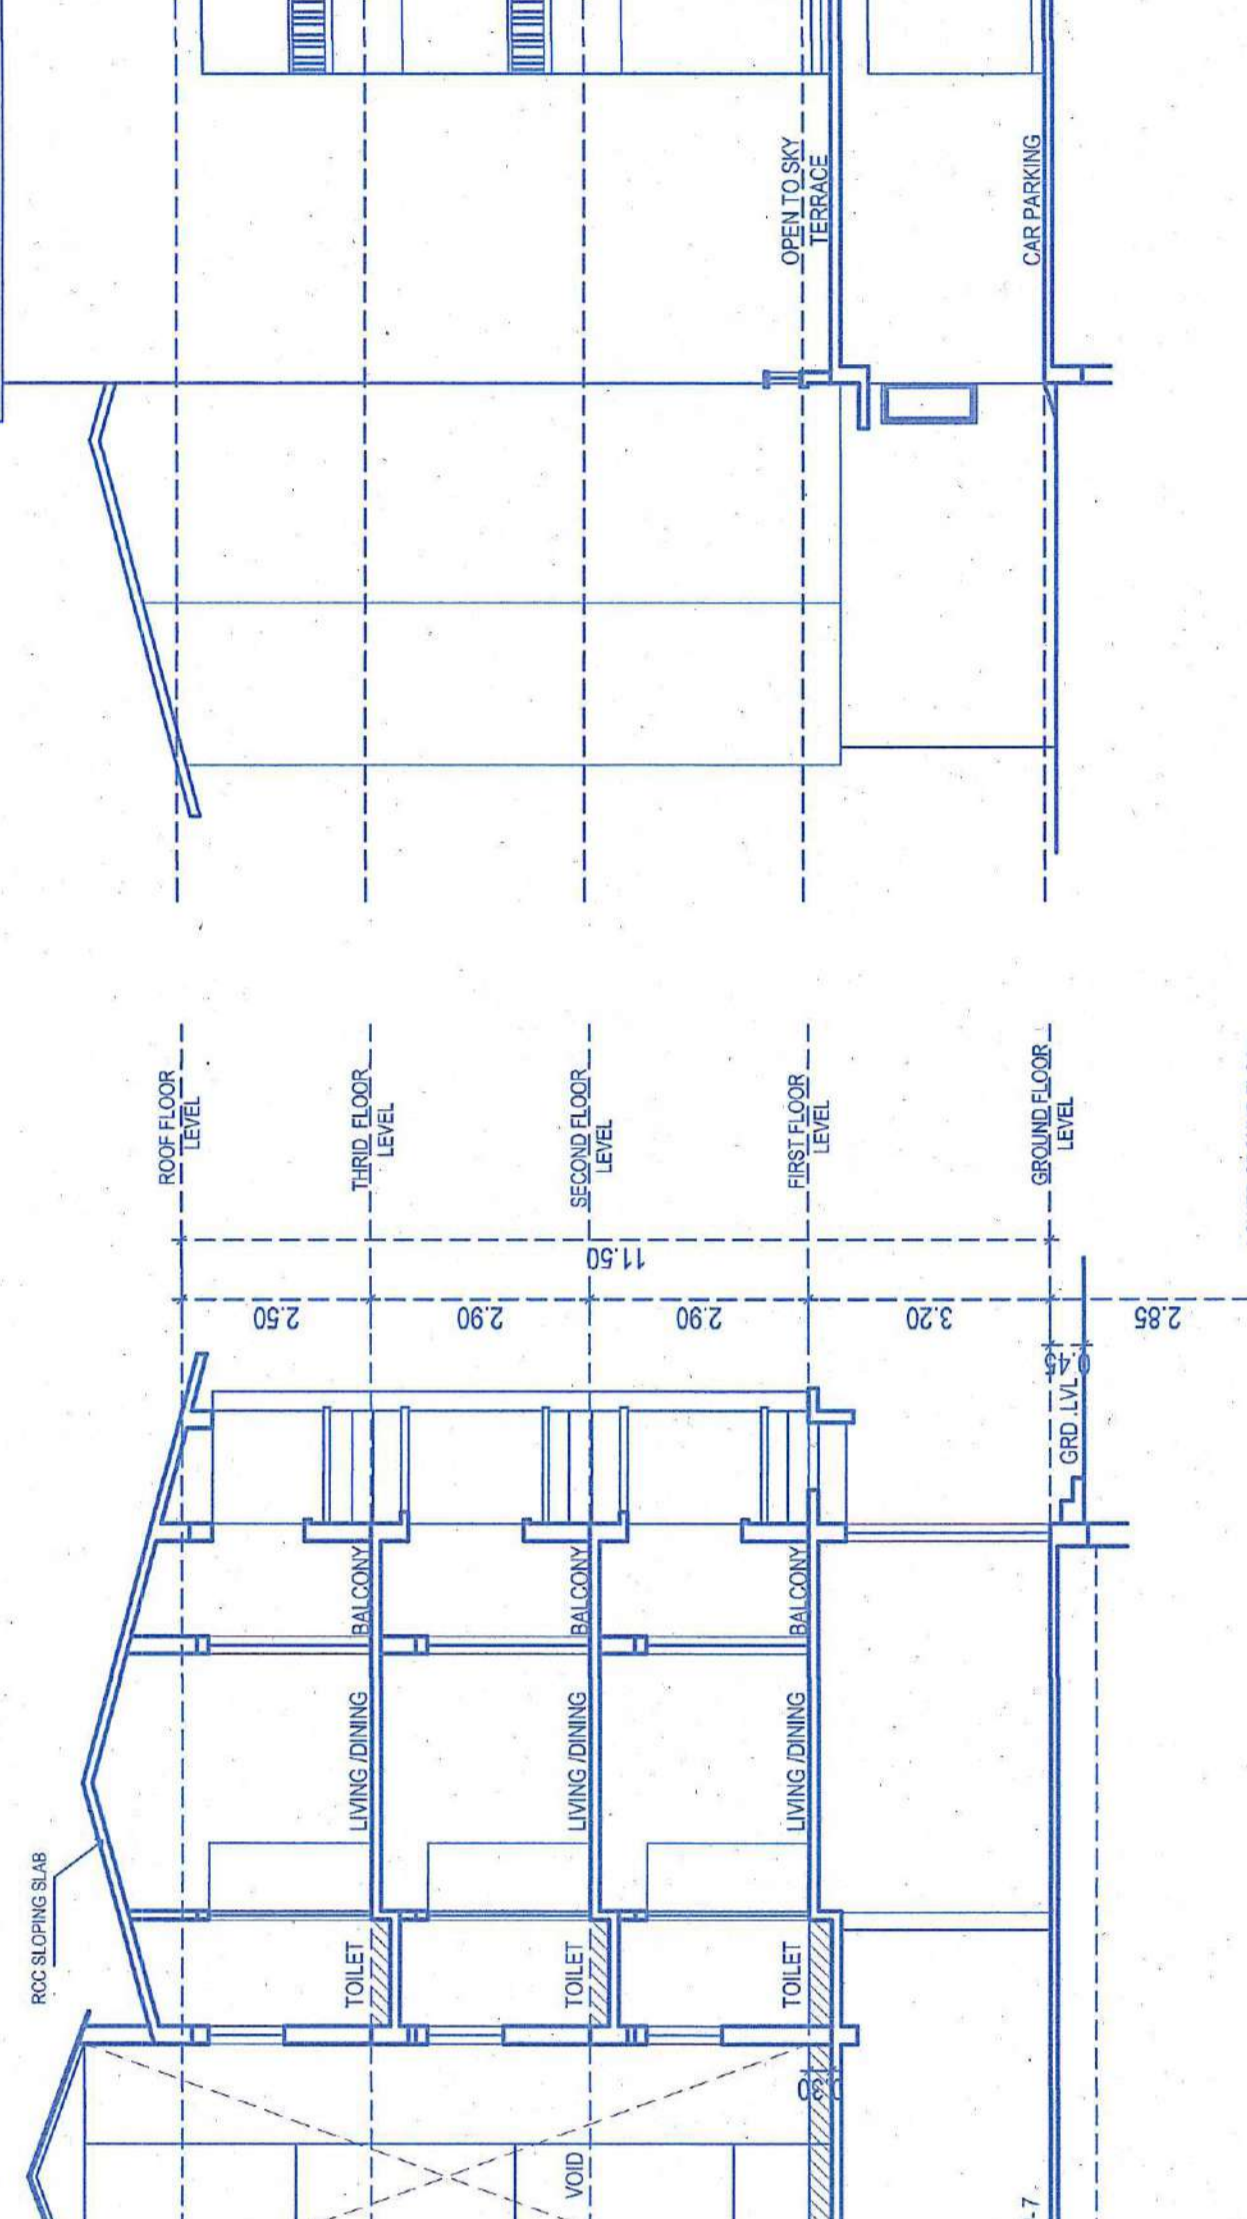 OPEN TO SKY
TERRACE
CAR PARKING
ROOF FLOOR
LEVEL
THRID FLOOR
LEVEL
SECOND FLOOR
LEVEL
FIRST FLOOR
LEVEL
GROUND FLOOR
LEVEL
11.50
2.50
2.90
2.90
3.20
2.85
0.45
GRD .LVL
BALCONY
BALCONY
BALCONY
LIVING /DINING
LIVING /DINING
LIVING /DINING
RCC SLOPING SLAB
TOILET
TOILET
TOILET
VOID